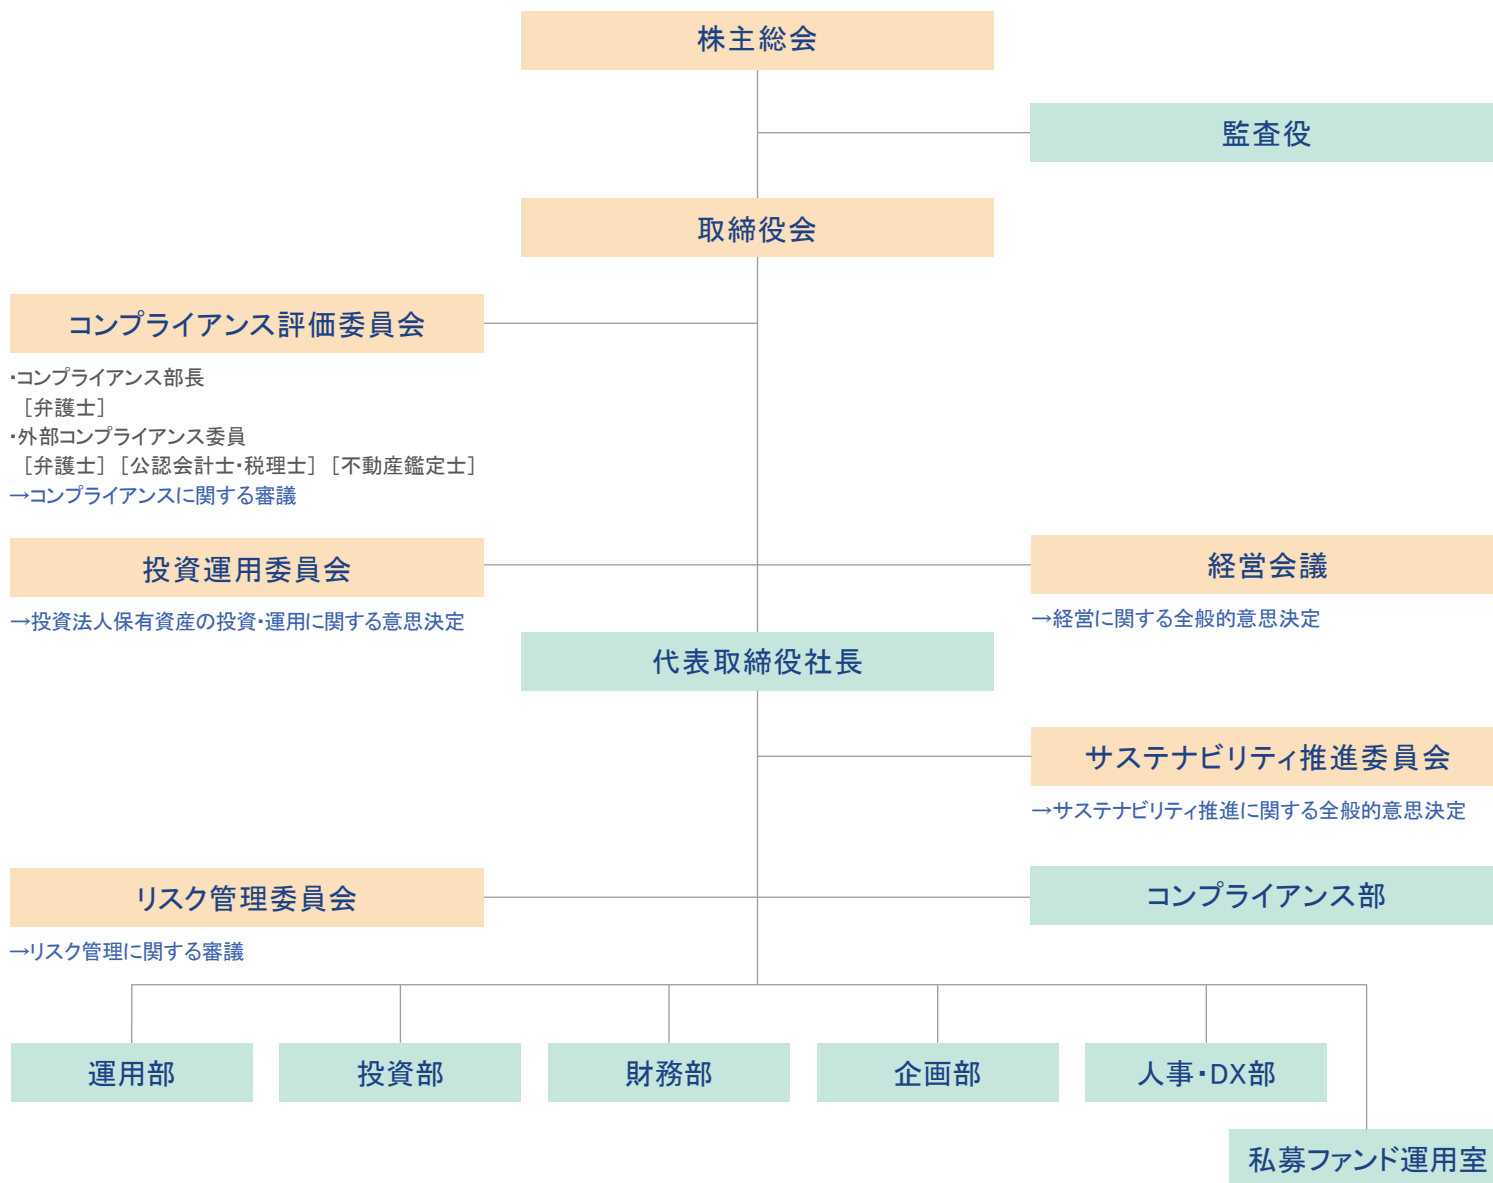 株主総会
監査役
取締役会
コンプライアンス評価委員会
・コンプライアンス部長
［弁護士］
・外部コンプライアンス委員
［弁護士］［公認会計士・税理士］［不動産鑑定士］
→コンプライアンスに関する審議
投資運用委員会
→投資法人保有資産の投資・運用に関する意思決定
経営会議
→経営に関する全般的意思決定
代表取締役社長
サステナビリティ推進委員会
→サステナビリティ推進に関する全般的意思決定
リスク管理委員会
→リスク管理に関する審議
コンプライアンス部
運用部
投資部
財務部
企画部
人事・DX部
私募ファンド運用室